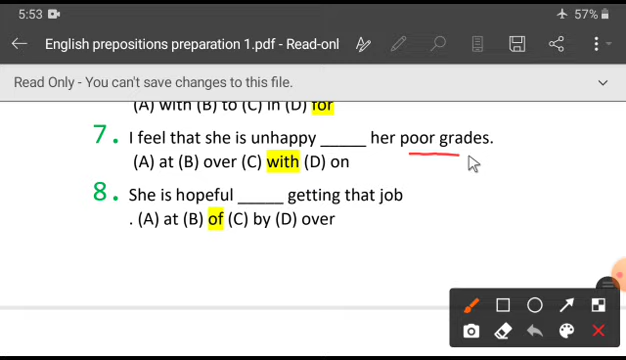 5:53 57%
English prepositions preparation 1.pdf - Read-onl
Read Only - You can't save changes to this file.
(A) with (B) to (C) in (D) for
7. I feel that she is unhappy _____ her poor grades.
(A) at (B) over (C) with (D) on
8. She is hopeful _____ getting that job
. (A) at (B) of (C) by (D) over